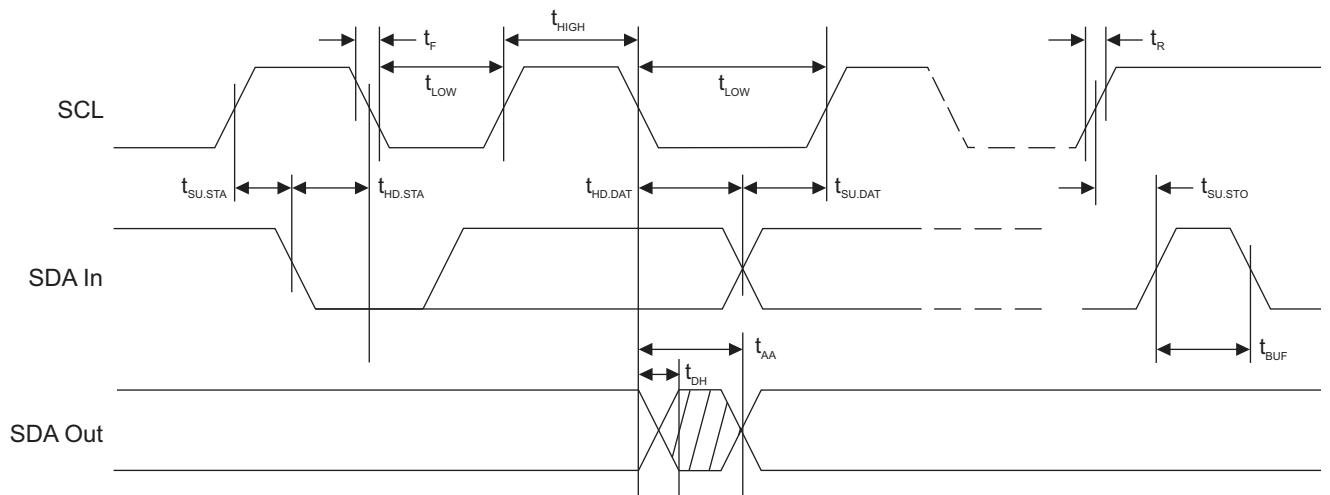 tHIGH
tF
tR
tLOW
tLOW
SCL
tSU.STA
tHD.STA
tHD.DAT
tSU.DAT
tSU.STO
SDA In
tAA
tBUF
tDH
SDA Out